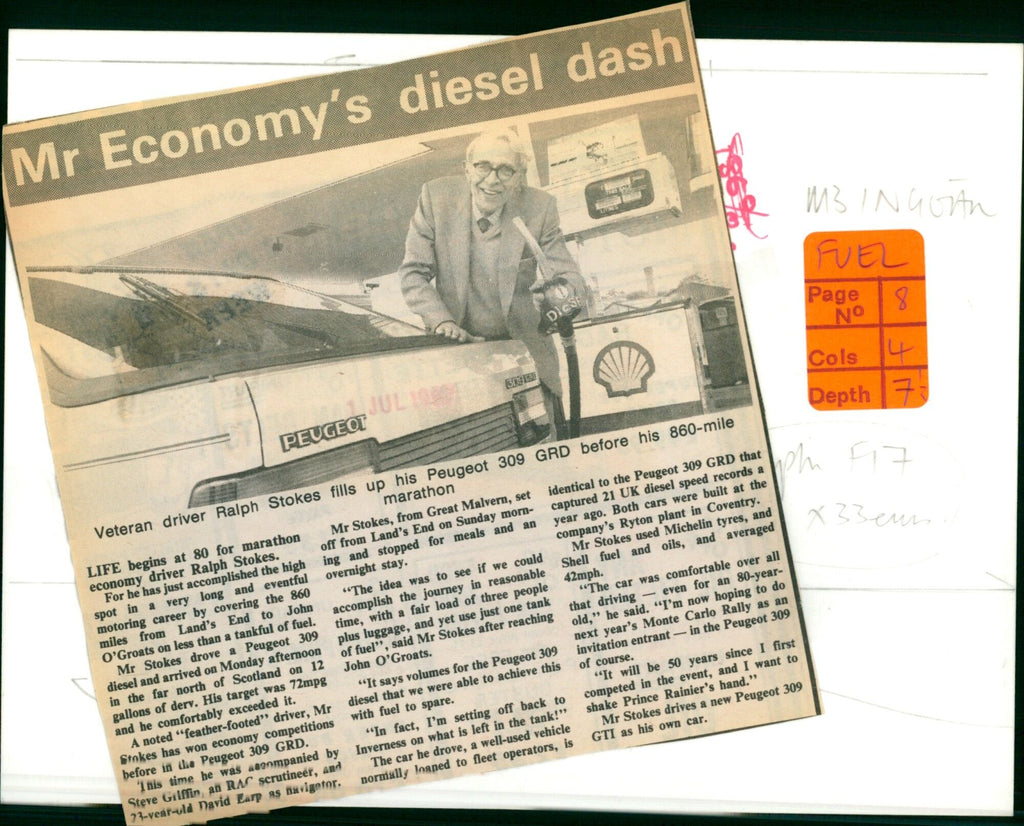 Mr Economy's diesel dash
Diesel
309 GRD
PEUGEOT
1 JUL
Veteran driver Ralph Stokes fills up his Peugeot 309 GRD before his 860-mile
marathon
LIFE begins at 80 for marathon
economy driver Ralph Stokes.
For he has just accomplished the high
spot in a very long and eventful
motoring career by covering the 860
miles from Land's End to John
O'Groats on less than a tankful of fuel.
Mr Stokes drove a Peugeot 309
diesel and arrived on Monday afternoon
in the far north of Scotland on 12
gallons of derv. His target was 72mpg
and he comfortably exceeded it.
A noted "feather-footed" driver, Mr
Stokes has won economy competitions
before in the Peugeot 309 GRD.
This time he was accompanied by
Steve Griffin, an RAC scrutineer, and
23-year-old David Earp as navigator.
Mr Stokes, from Great Malvern, set
off from Land's End on Sunday morn-
ing and stopped for meals and an
overnight stay.
"The idea was to see if we could
accomplish the journey in reasonable
time, with a fair load of three people
plus luggage, and yet use just one tank
of fuel", said Mr Stokes after reaching
John O'Groats.
"It says volumes for the Peugeot 309
diesel that we were able to achieve this
with fuel to spare.
"In fact, I'm setting off back to
Inverness on what is left in the tank!"
The car he drove, a well-used vehicle
normally loaned to fleet operators, is
identical to the Peugeot 309 GRD that
captured 21 UK diesel speed records a
year ago. Both cars were built at the
company's Ryton plant in Coventry.
Mr Stokes used Michelin tyres, and
Shell fuel and oils, and averaged
42mph.
"The car was comfortable over all
that driving — even for an 80-year-
old," he said. "I'm now hoping to do
next year's Monte Carlo Rally as an
invitation entrant — in the Peugeot 309
of course.
"It will be 50 years since I first
competed in the event, and I want to
shake Prince Rainier's hand."
Mr Stokes drives a new Peugeot 309
GTI as his own car.
FUEL
Page No 8
Cols 4
Depth 7
F17
x33ems